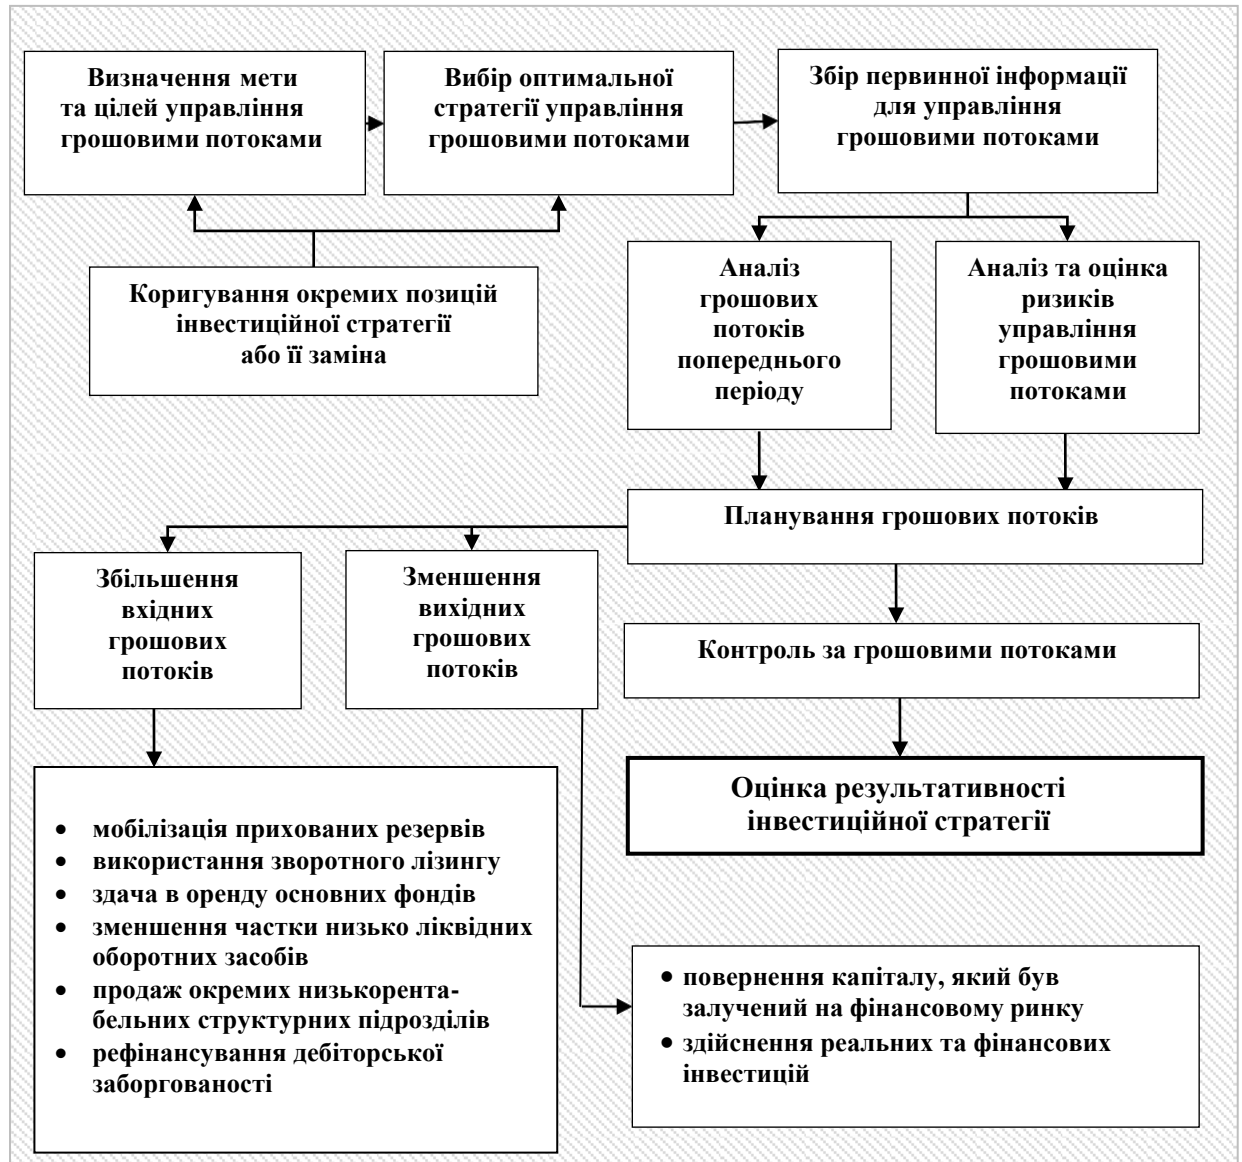 Визначення мети
та цілей управління
грошовими потоками
Вибір оптимальної
стратегії управління
грошовими потоками
Збір первинної інформації
для управління
грошовими потоками
Коригування окремих позицій
інвестиційної стратегії
або її заміна
Аналіз
грошових
потоків
попереднього
періоду
Аналіз та оцінка
ризиків
управління
грошовими
потоками
Планування грошових потоків
Збільшення
вхідних
грошових
потоків
Зменшення
вихідних
грошових
потоків
Контроль за грошовими потоками
Оцінка результативності
інвестиційної стратегії
• мобілізація прихованих резервів
• використання зворотного лізингу
• здача в оренду основних фондів
• зменшення частки низько ліквідних
оборотних засобів
• продаж окремих низькорента-
бельних структурних підрозділів
• рефінансування дебіторської
заборгованості
• повернення капіталу, який був
залучений на фінансовому ринку
• здійснення реальних та фінансових
інвестицій